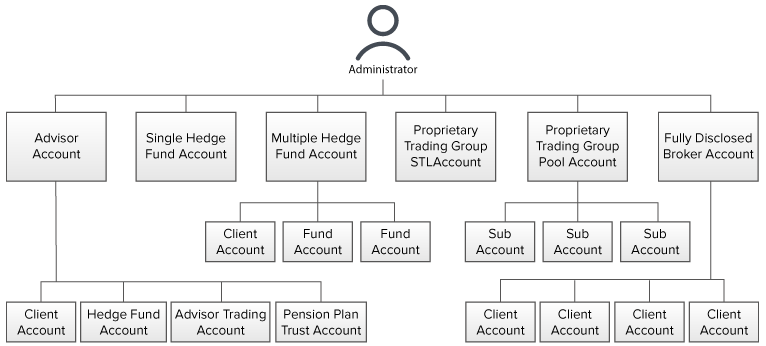 Administrator
Advisor
Account
Single Hedge
Fund Account
Multiple Hedge
Fund Account
Proprietary
Trading Group
STLAccount
Proprietary
Trading Group
Pool Account
Fully Disclosed
Broker Account
Client
Account
Fund
Account
Fund
Account
Sub
Account
Sub
Account
Sub
Account
Client
Account
Hedge Fund
Account
Advisor Trading
Account
Pension Plan
Trust Account
Client
Account
Client
Account
Client
Account
Client
Account